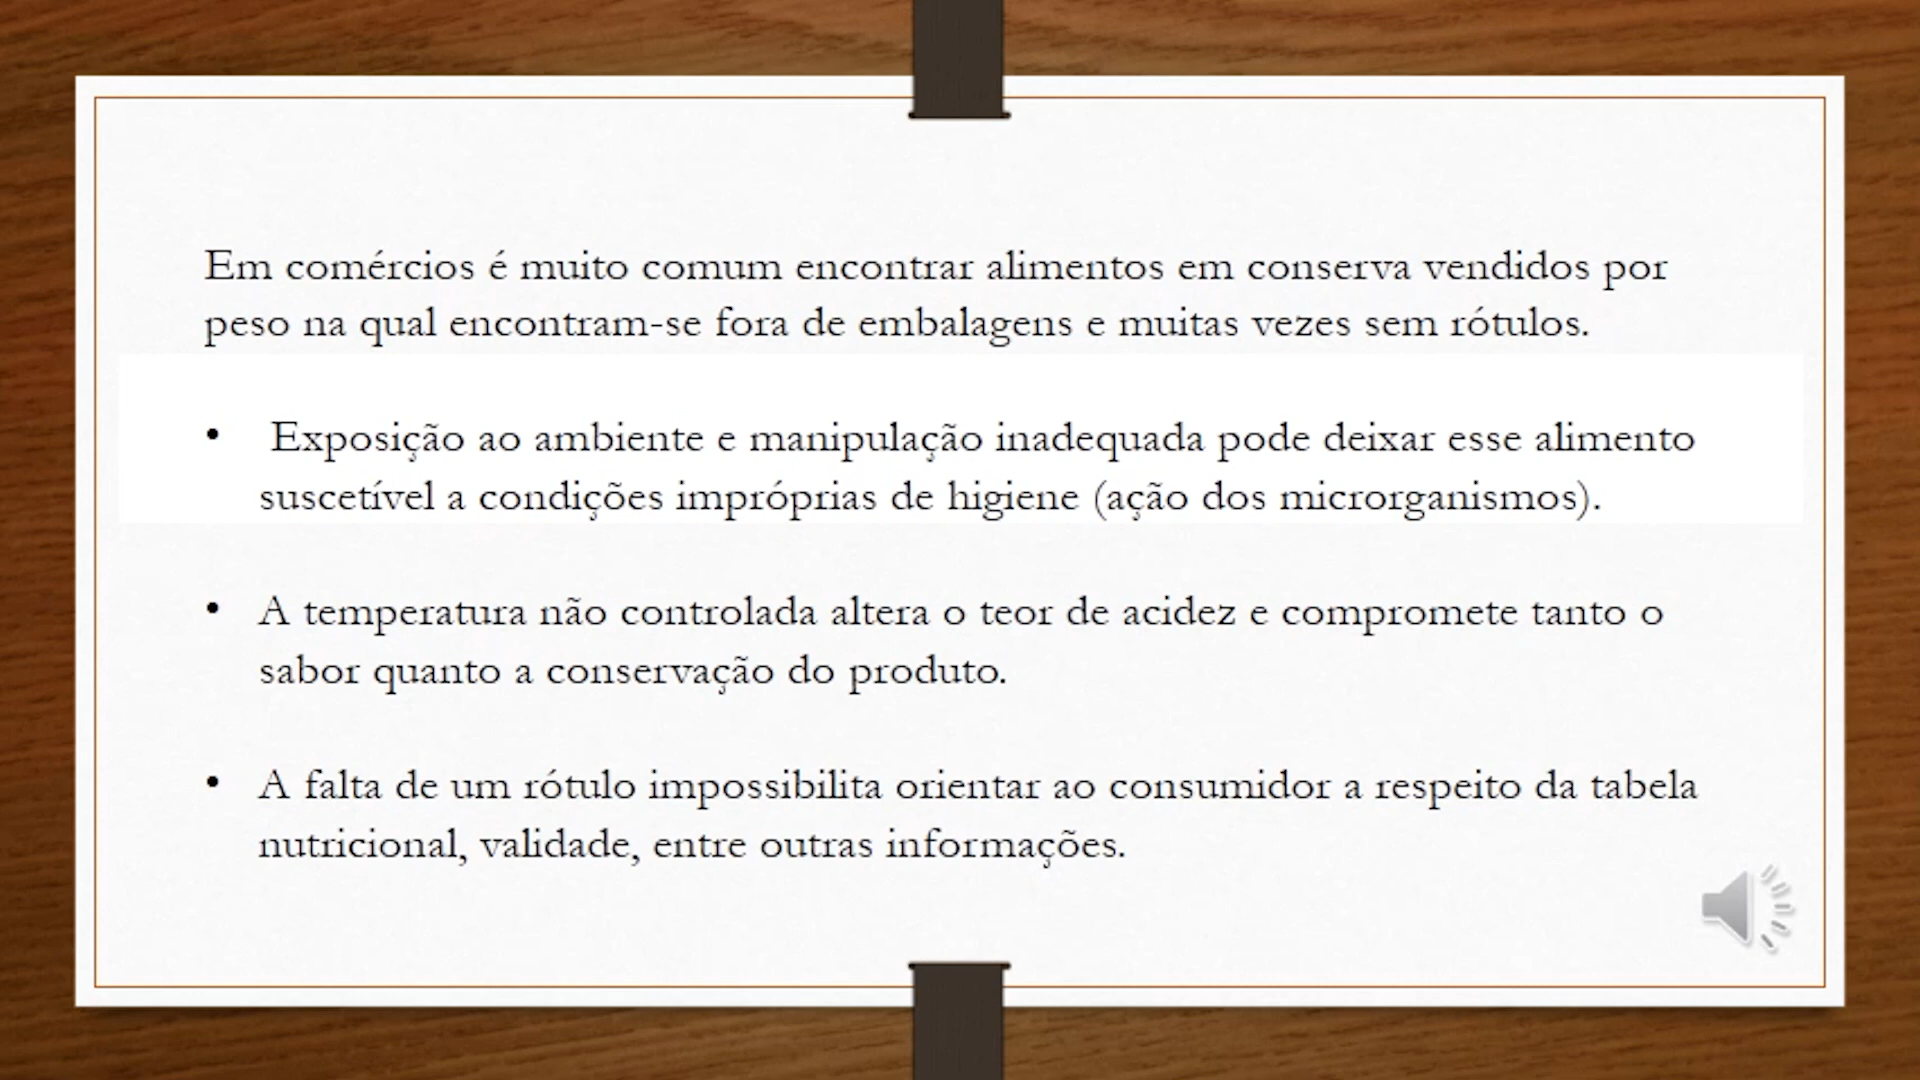 Em comércios é muito comum encontrar alimentos em conserva vendidos por
peso na qual encontram-se fora de embalagens e muitas vezes sem rótulos.
• Exposição ao ambiente e manipulação inadequada pode deixar esse alimento
suscetível a condições impróprias de higiene (ação dos microrganismos).
• A temperatura não controlada altera o teor de acidez e compromete tanto o
sabor quanto a conservação do produto.
• A falta de um rótulo impossibilita orientar ao consumidor a respeito da tabela
nutricional, validade, entre outras informações.